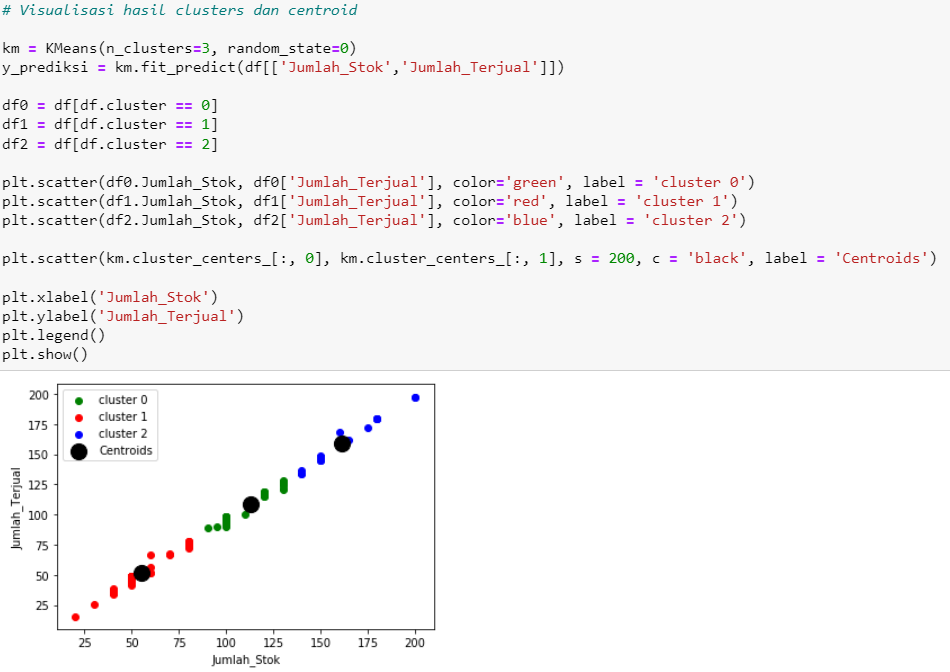 # Visualisasi hasil clusters dan centroid
km = KMeans(n_clusters=3, random_state=0)
y_prediksi = km.fit_predict(df[['Jumlah_Stok','Jumlah_Terjual']])
df0 = df[df.cluster == 0]
df1 = df[df.cluster == 1]
df2 = df[df.cluster == 2]
plt.scatter(df0.Jumlah_Stok, df0['Jumlah_Terjual'], color='green', label = 'cluster 0')
plt.scatter(df1.Jumlah_Stok, df1['Jumlah_Terjual'], color='red', label = 'cluster 1')
plt.scatter(df2.Jumlah_Stok, df2['Jumlah_Terjual'], color='blue', label = 'cluster 2')
plt.scatter(km.cluster_centers_[:, 0], km.cluster_centers_[:, 1], s = 200, c = 'black', label = 'Centroids')
plt.xlabel('Jumlah_Stok')
plt.ylabel('Jumlah_Terjual')
plt.legend()
plt.show()
cluster 0
cluster 1
cluster 2
Centroids
Jumlah_Terjual
200
175
150
125
100
75
50
25
25 50 75 100 125 150 175 200
Jumlah_Stok